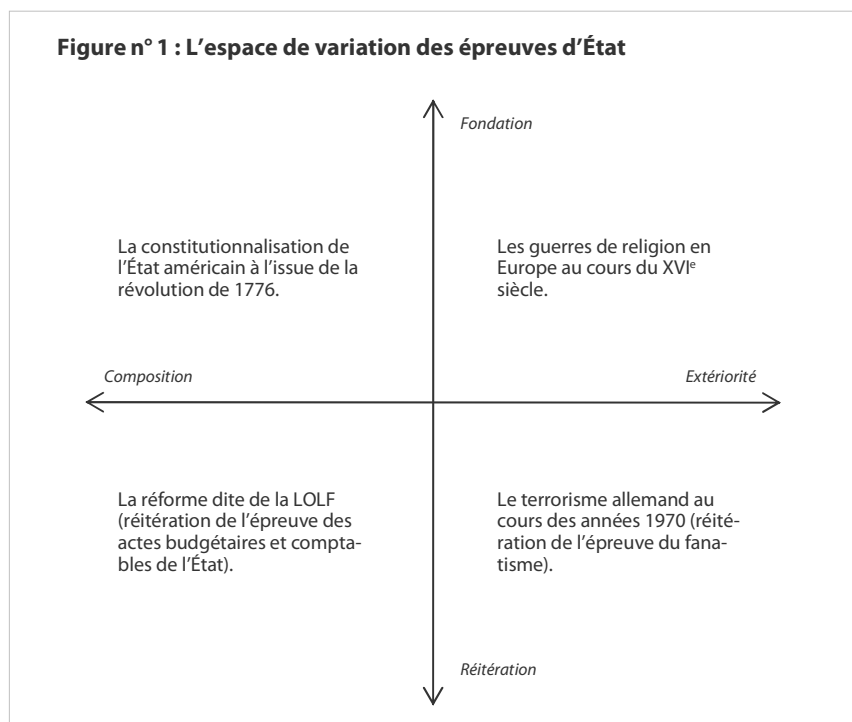 Figure n° 1 : L’espace de variation des épreuves d’État
Fondation
La constitutionnalisation de
l’État américain à l’issue de la
révolution de 1776.
Les guerres de religion en
Europe au cours du XVIᵉ
siècle.
Composition
Extériorité
La réforme dite de la LOLF
(réitération de l’épreuve des
actes budgétaires et compta-
bles de l’État).
Le terrorisme allemand au
cours des années 1970 (réité-
ration de l’épreuve du fana-
tisme).
Réitération